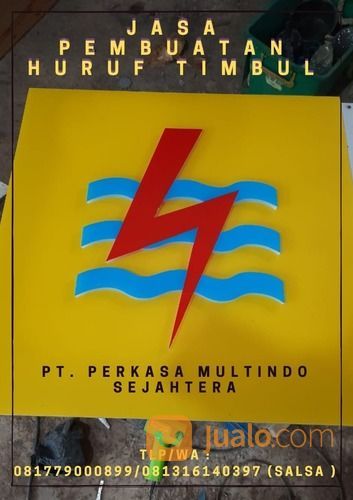 JASA
PEMBUATAN
HURUF TIMBUL
PT. PERKASA MULTINDO
SEJAHTERA
jualo.com
TLP/WA :
081779000899/081316140397 (SALSA )